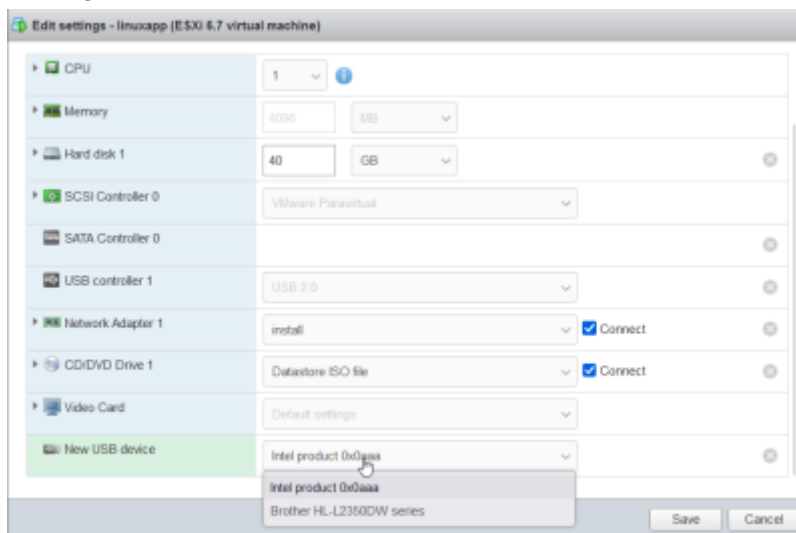 Edit settings - linuxapp (ESXi 6.7 virtual machine)
CPU 1
Memory 4096 MB
Hard disk 1 40 GB
SCSI Controller 0 VMware Paravirtual
SATA Controller 0
USB controller 1 USB 2.0
Network Adapter 1 install Connect
CD/DVD Drive 1 Datastore ISO file Connect
Video Card Default settings
New USB device Intel product 0x0aaa
Intel product 0x0aaa
Brother HL-L2350DW series
Save Cancel